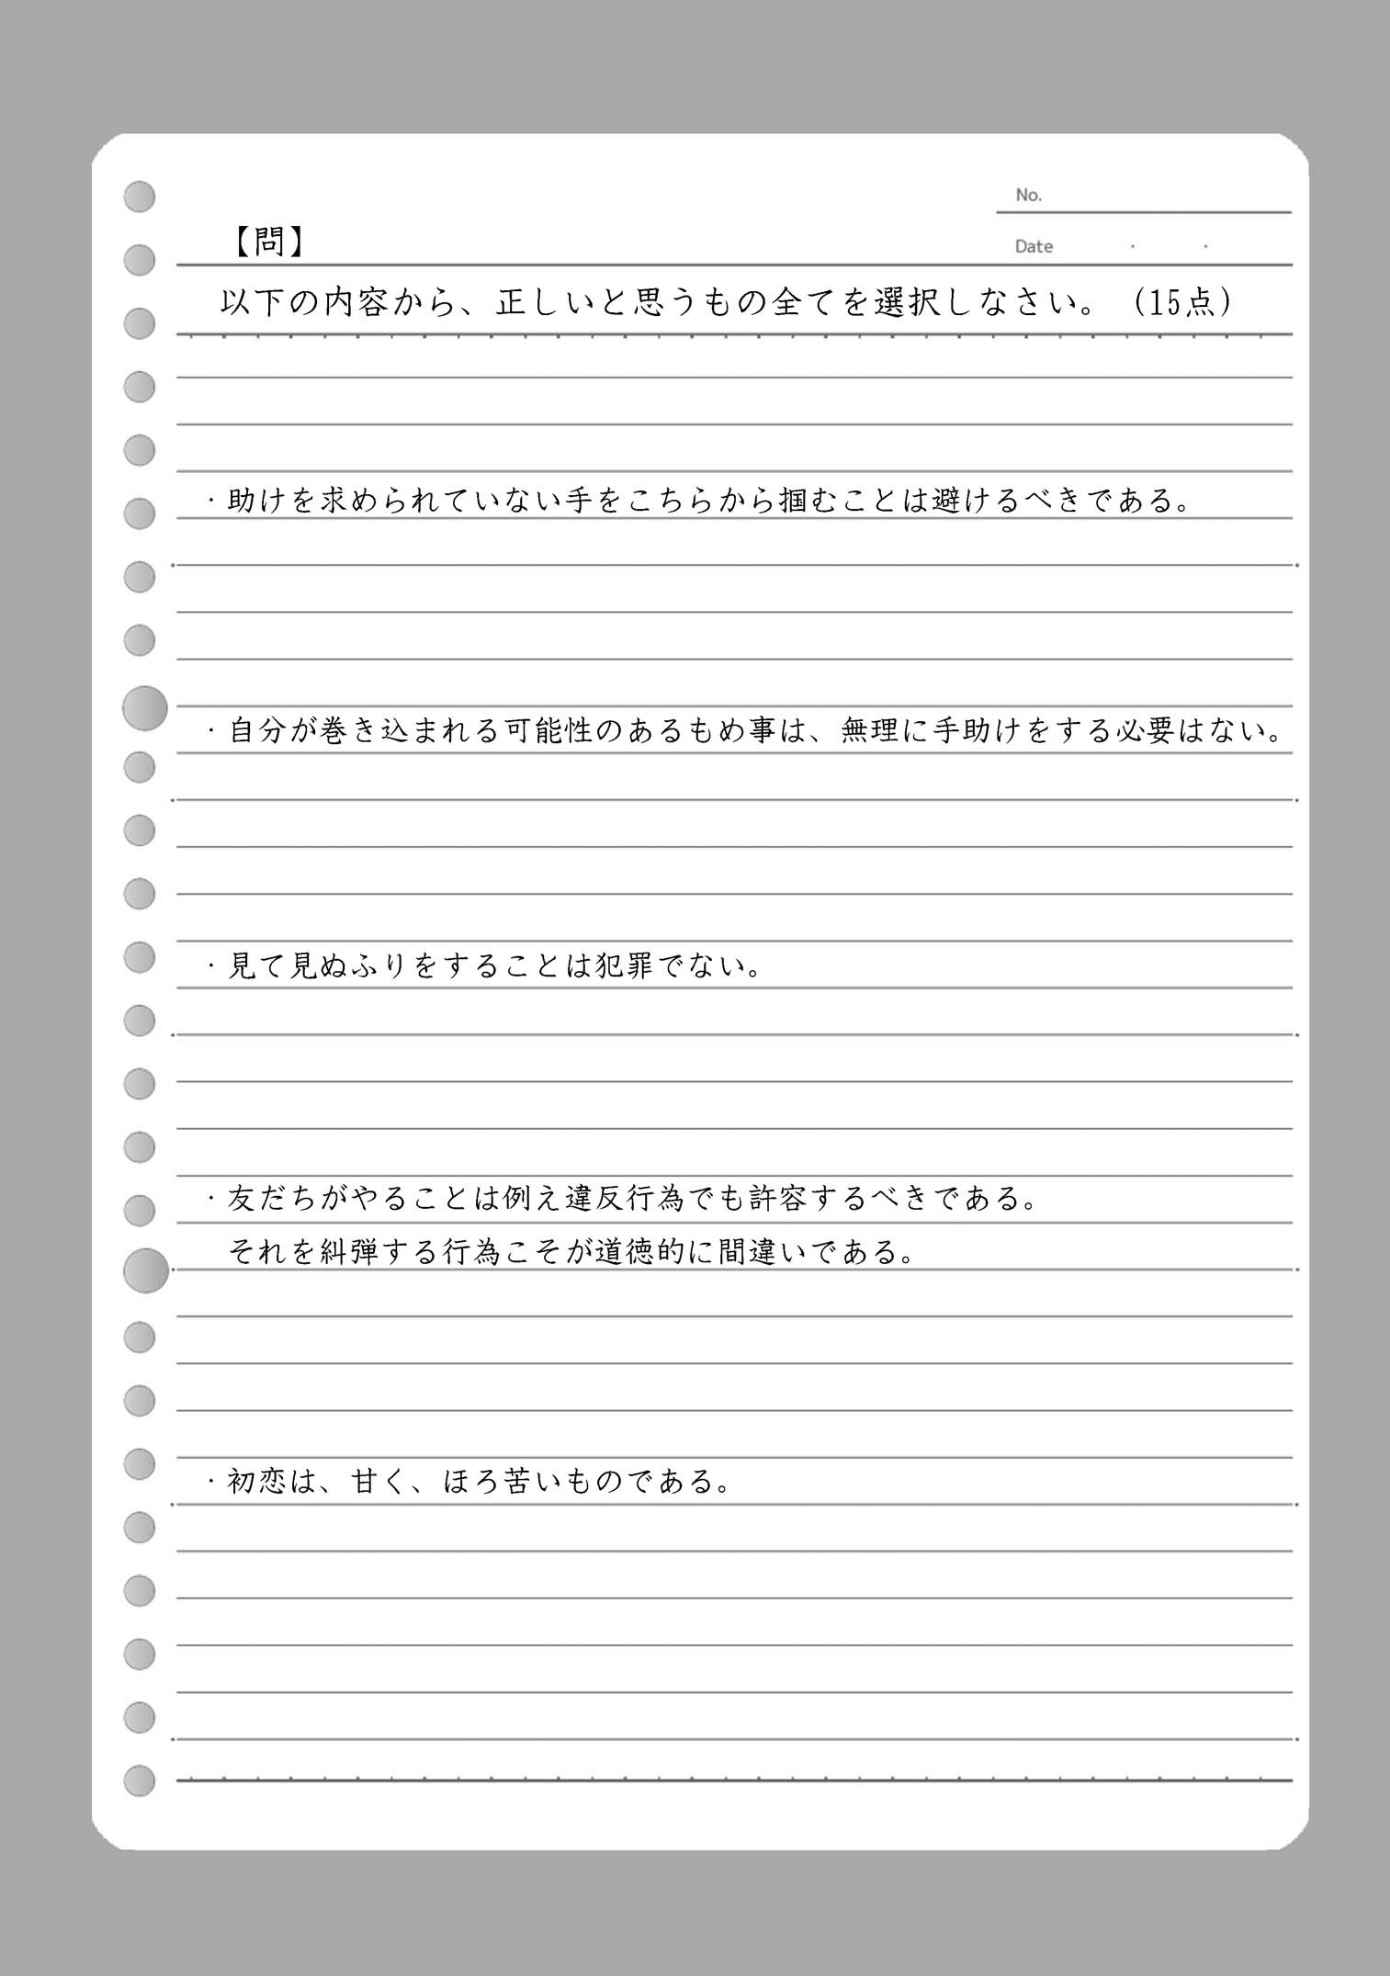 No.
【問】
Date ・ ・
以下の内容から、正しいと思うもの全てを選択しなさい。（15点）
・助けを求められていない手をこちらから掴むことは避けるべきである。
・自分が巻き込まれる可能性のあるもめ事は、無理に手助けをする必要はない。
・見て見ぬふりをすることは犯罪でない。
・友だちがやることは例え違反行為でも許容するべきである。
それを糾弾する行為こそが道徳的に間違いである。
・初恋は、甘く、ほろ苦いものである。